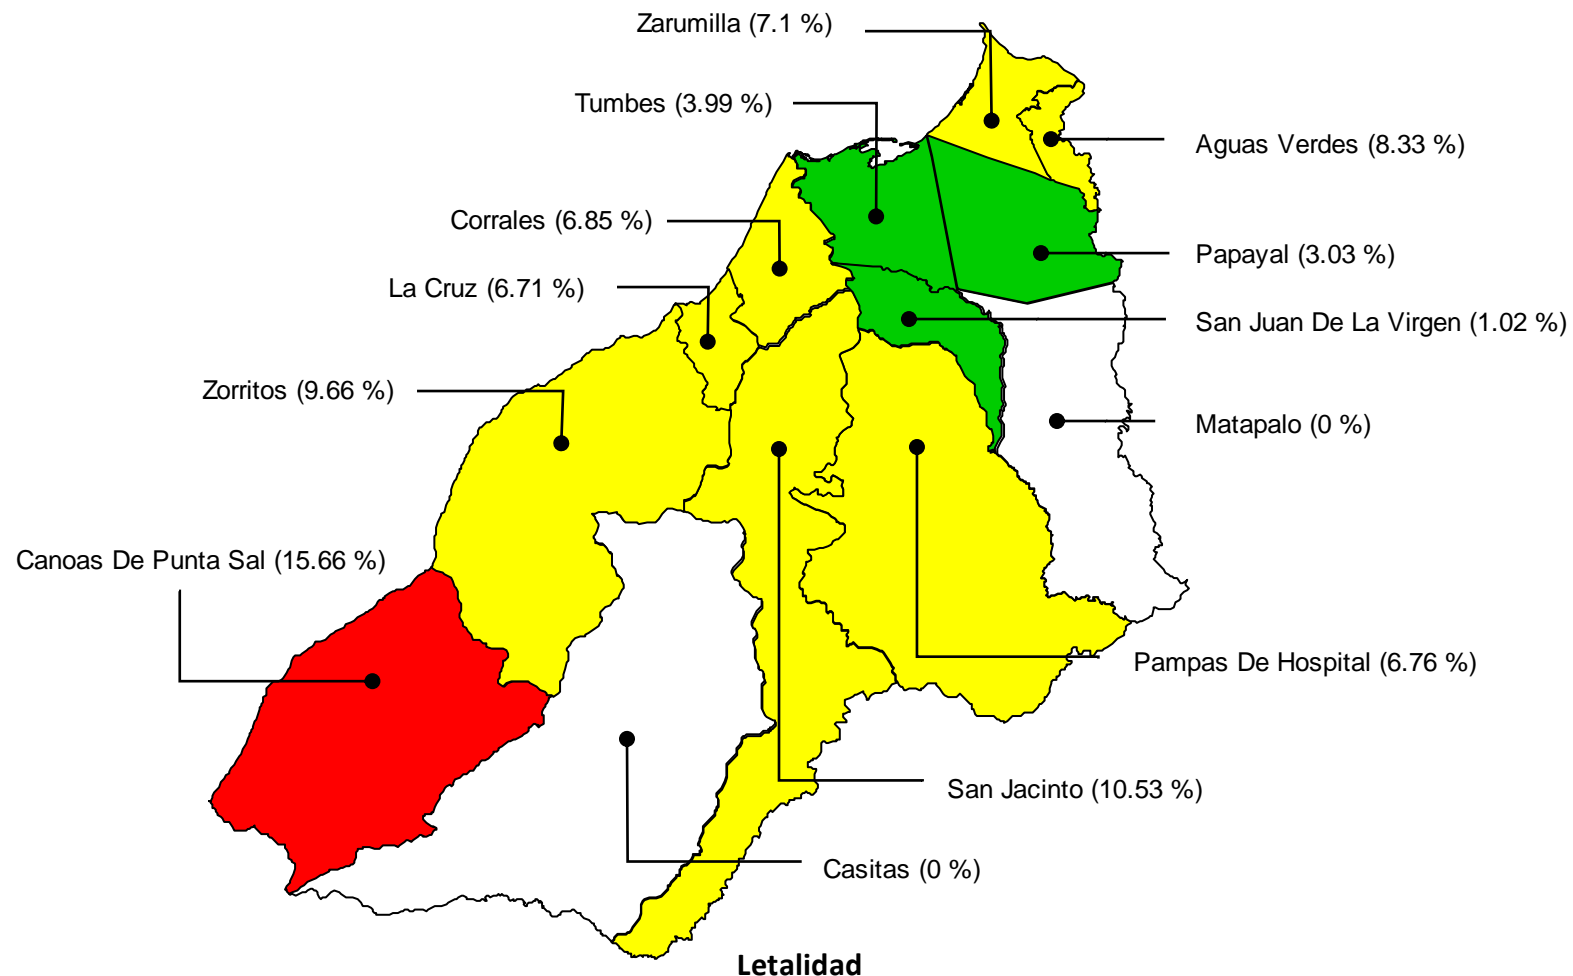 Zarumilla (7.1 %)
Tumbes (3.99 %)
Aguas Verdes (8.33 %)
Corrales (6.85 %)
Papayal (3.03 %)
La Cruz (6.71 %)
San Juan De La Virgen (1.02 %)
Zorritos (9.66 %)
Matapalo (0 %)
Canoas De Punta Sal (15.66 %)
Pampas De Hospital (6.76 %)
San Jacinto (10.53 %)
Casitas (0 %)
Letalidad